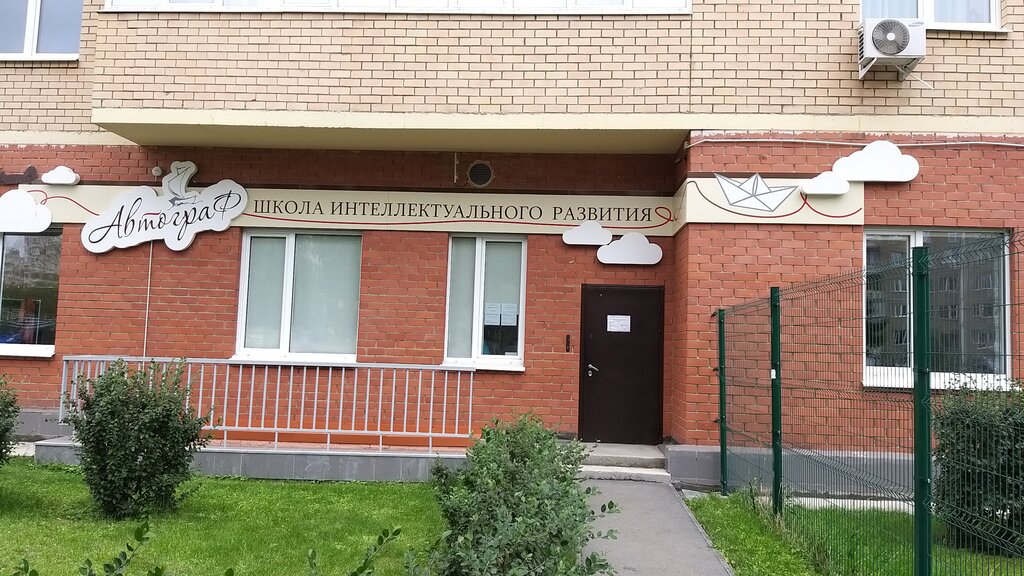 АвтограФ
ШКОЛА ИНТЕЛЛЕКТУАЛЬНОГО РАЗВИТИЯ